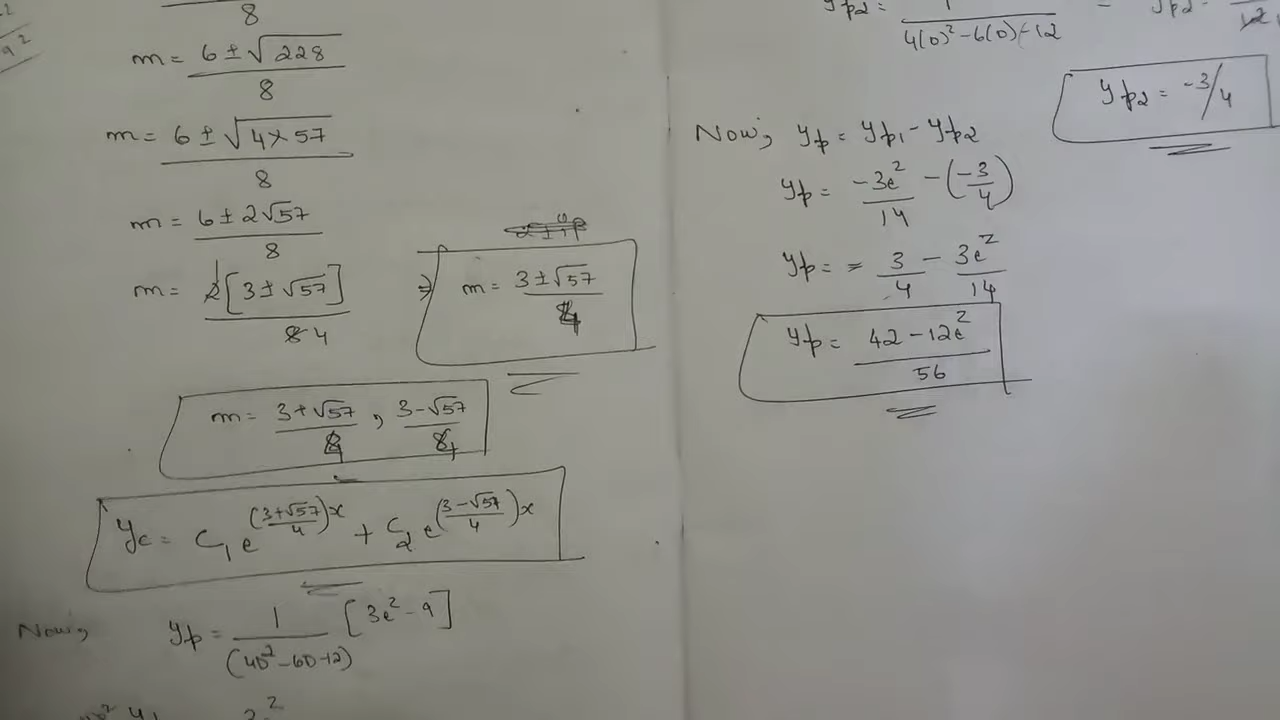 8
m = 6 ± √228 / 8
m = 6 ± √4×57 / 8
m = 6 ± 2√57 / 8
m = 2[3 ± √57] / 8 4
⇒ m = 3 ± √57 / 4
m = 3 + √57 / 4 , 3 - √57 / 4
yc = C1 e^(3+√57 / 4)x + C2 e^(3-√57 / 4)x
Now, yp = 1 / (4D² - 6D - 12) [3e² - 9]
yp2 = 1 / 4(0)² - 6(0) - 12
yp2 = -3/4
Now, yp = yp1 - yp2
yp = -3e² / 14 - (-3 / 4)
yp = = 3 / 4 - 3e² / 14
yp = 42 - 12e² / 56